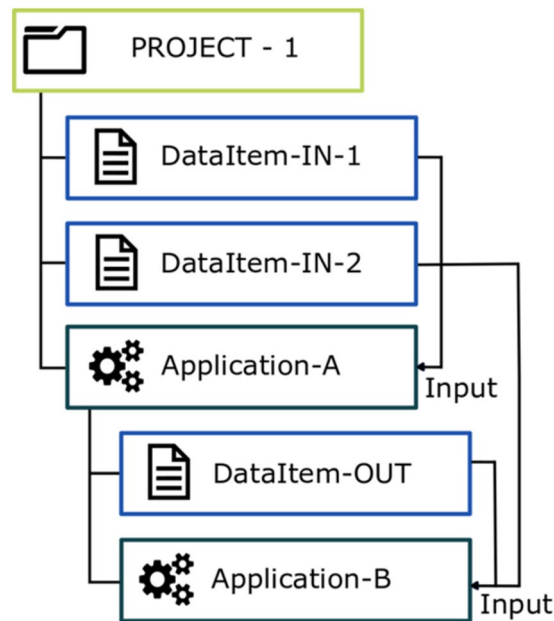 PROJECT - 1
DataItem-IN-1
DataItem-IN-2
Application-A
Input
DataItem-OUT
Application-B
Input